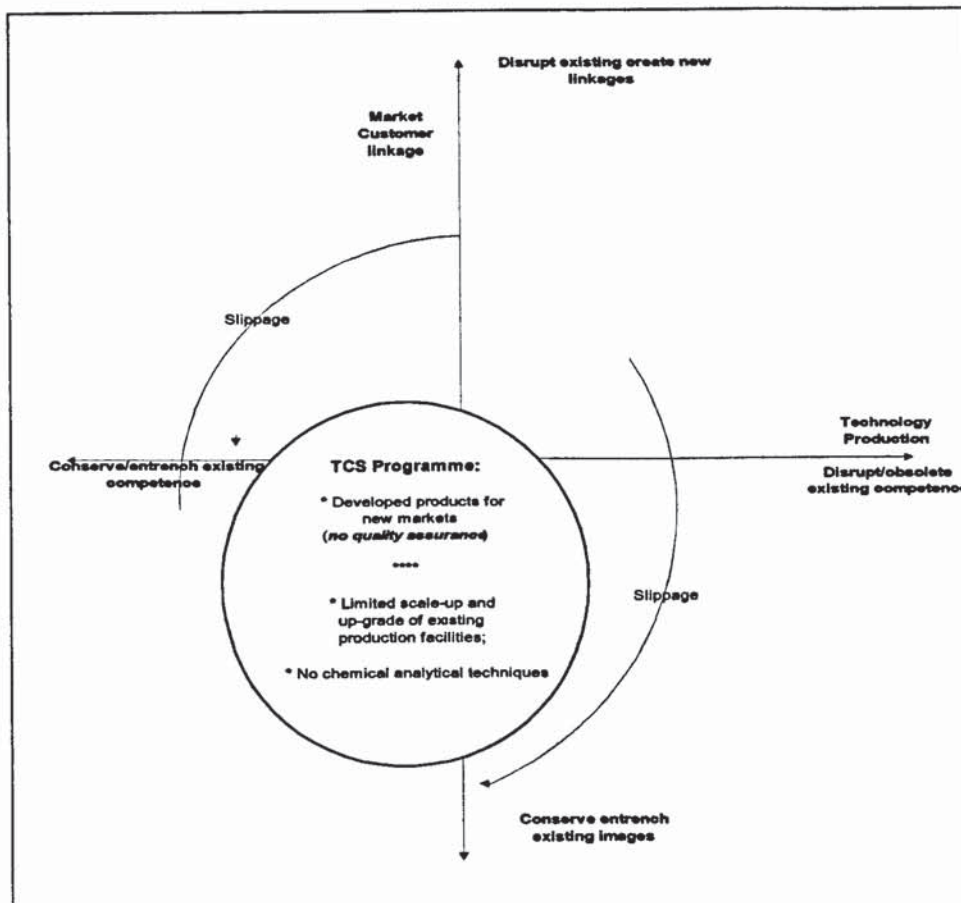 Disrupt existing create new
linkages
Market
Customer
linkage
Slippage
Technology
Production
Conserve/entrench existing
competence
Disrupt/obsolete
existing competence
TCS Programme:
* Developed products for
new markets
(no quality assurance)
****
* Limited scale-up and
up-grade of existing
production facilities;
* No chemical analytical techniques
Slippage
Conserve entrench
existing images